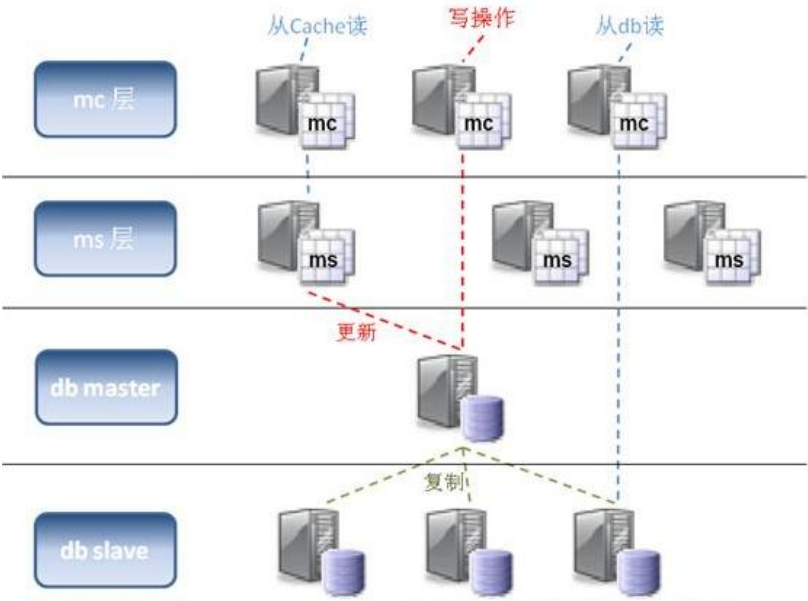 从Cache读
写操作
从db读
mc 层
mc
mc
mc
ms 层
ms
ms
ms
更新
db master
复制
db slave